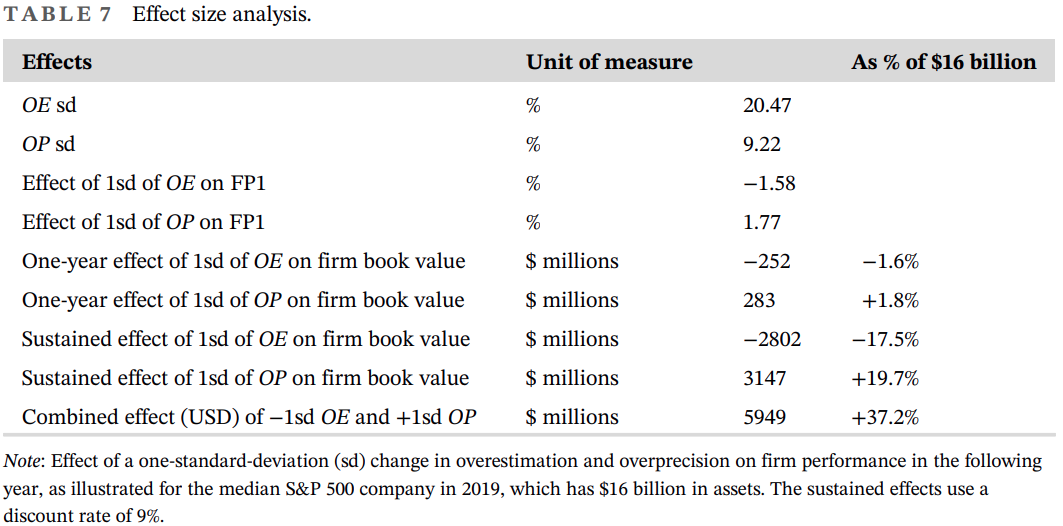 TABLE 7 Effect size analysis.
Effects Unit of measure As % of $16 billion
OE sd % 20.47
OP sd % 9.22
Effect of 1sd of OE on FP1 % −1.58
Effect of 1sd of OP on FP1 % 1.77
One-year effect of 1sd of OE on firm book value $ millions −252 −1.6%
One-year effect of 1sd of OP on firm book value $ millions 283 +1.8%
Sustained effect of 1sd of OE on firm book value $ millions −2802 −17.5%
Sustained effect of 1sd of OP on firm book value $ millions 3147 +19.7%
Combined effect (USD) of −1sd OE and +1sd OP $ millions 5949 +37.2%
Note: Effect of a one-standard-deviation (sd) change in overestimation and overprecision on firm performance in the following
year, as illustrated for the median S&P 500 company in 2019, which has $16 billion in assets. The sustained effects use a
discount rate of 9%.